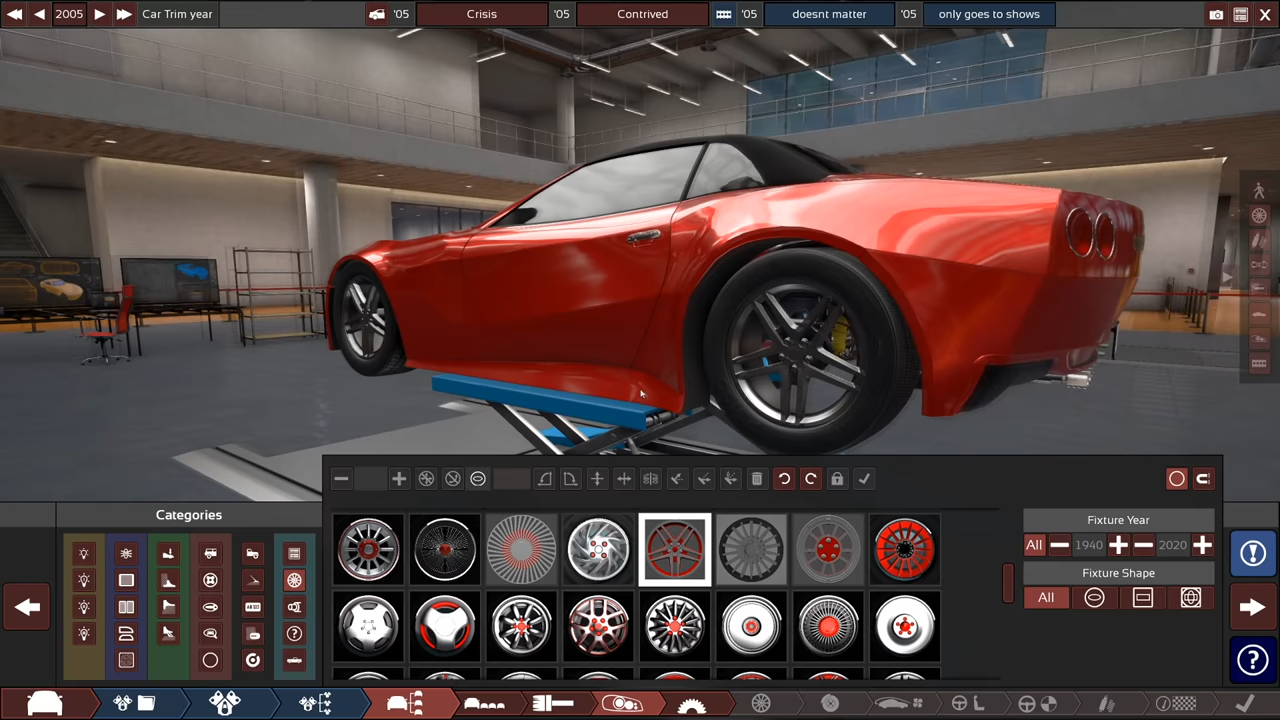 2005 Car Trim year '05 Crisis '05 Contrived '05 doesnt matter '05 only goes to shows
Categories
Fixture Year
All 1940 2020
Fixture Shape
All